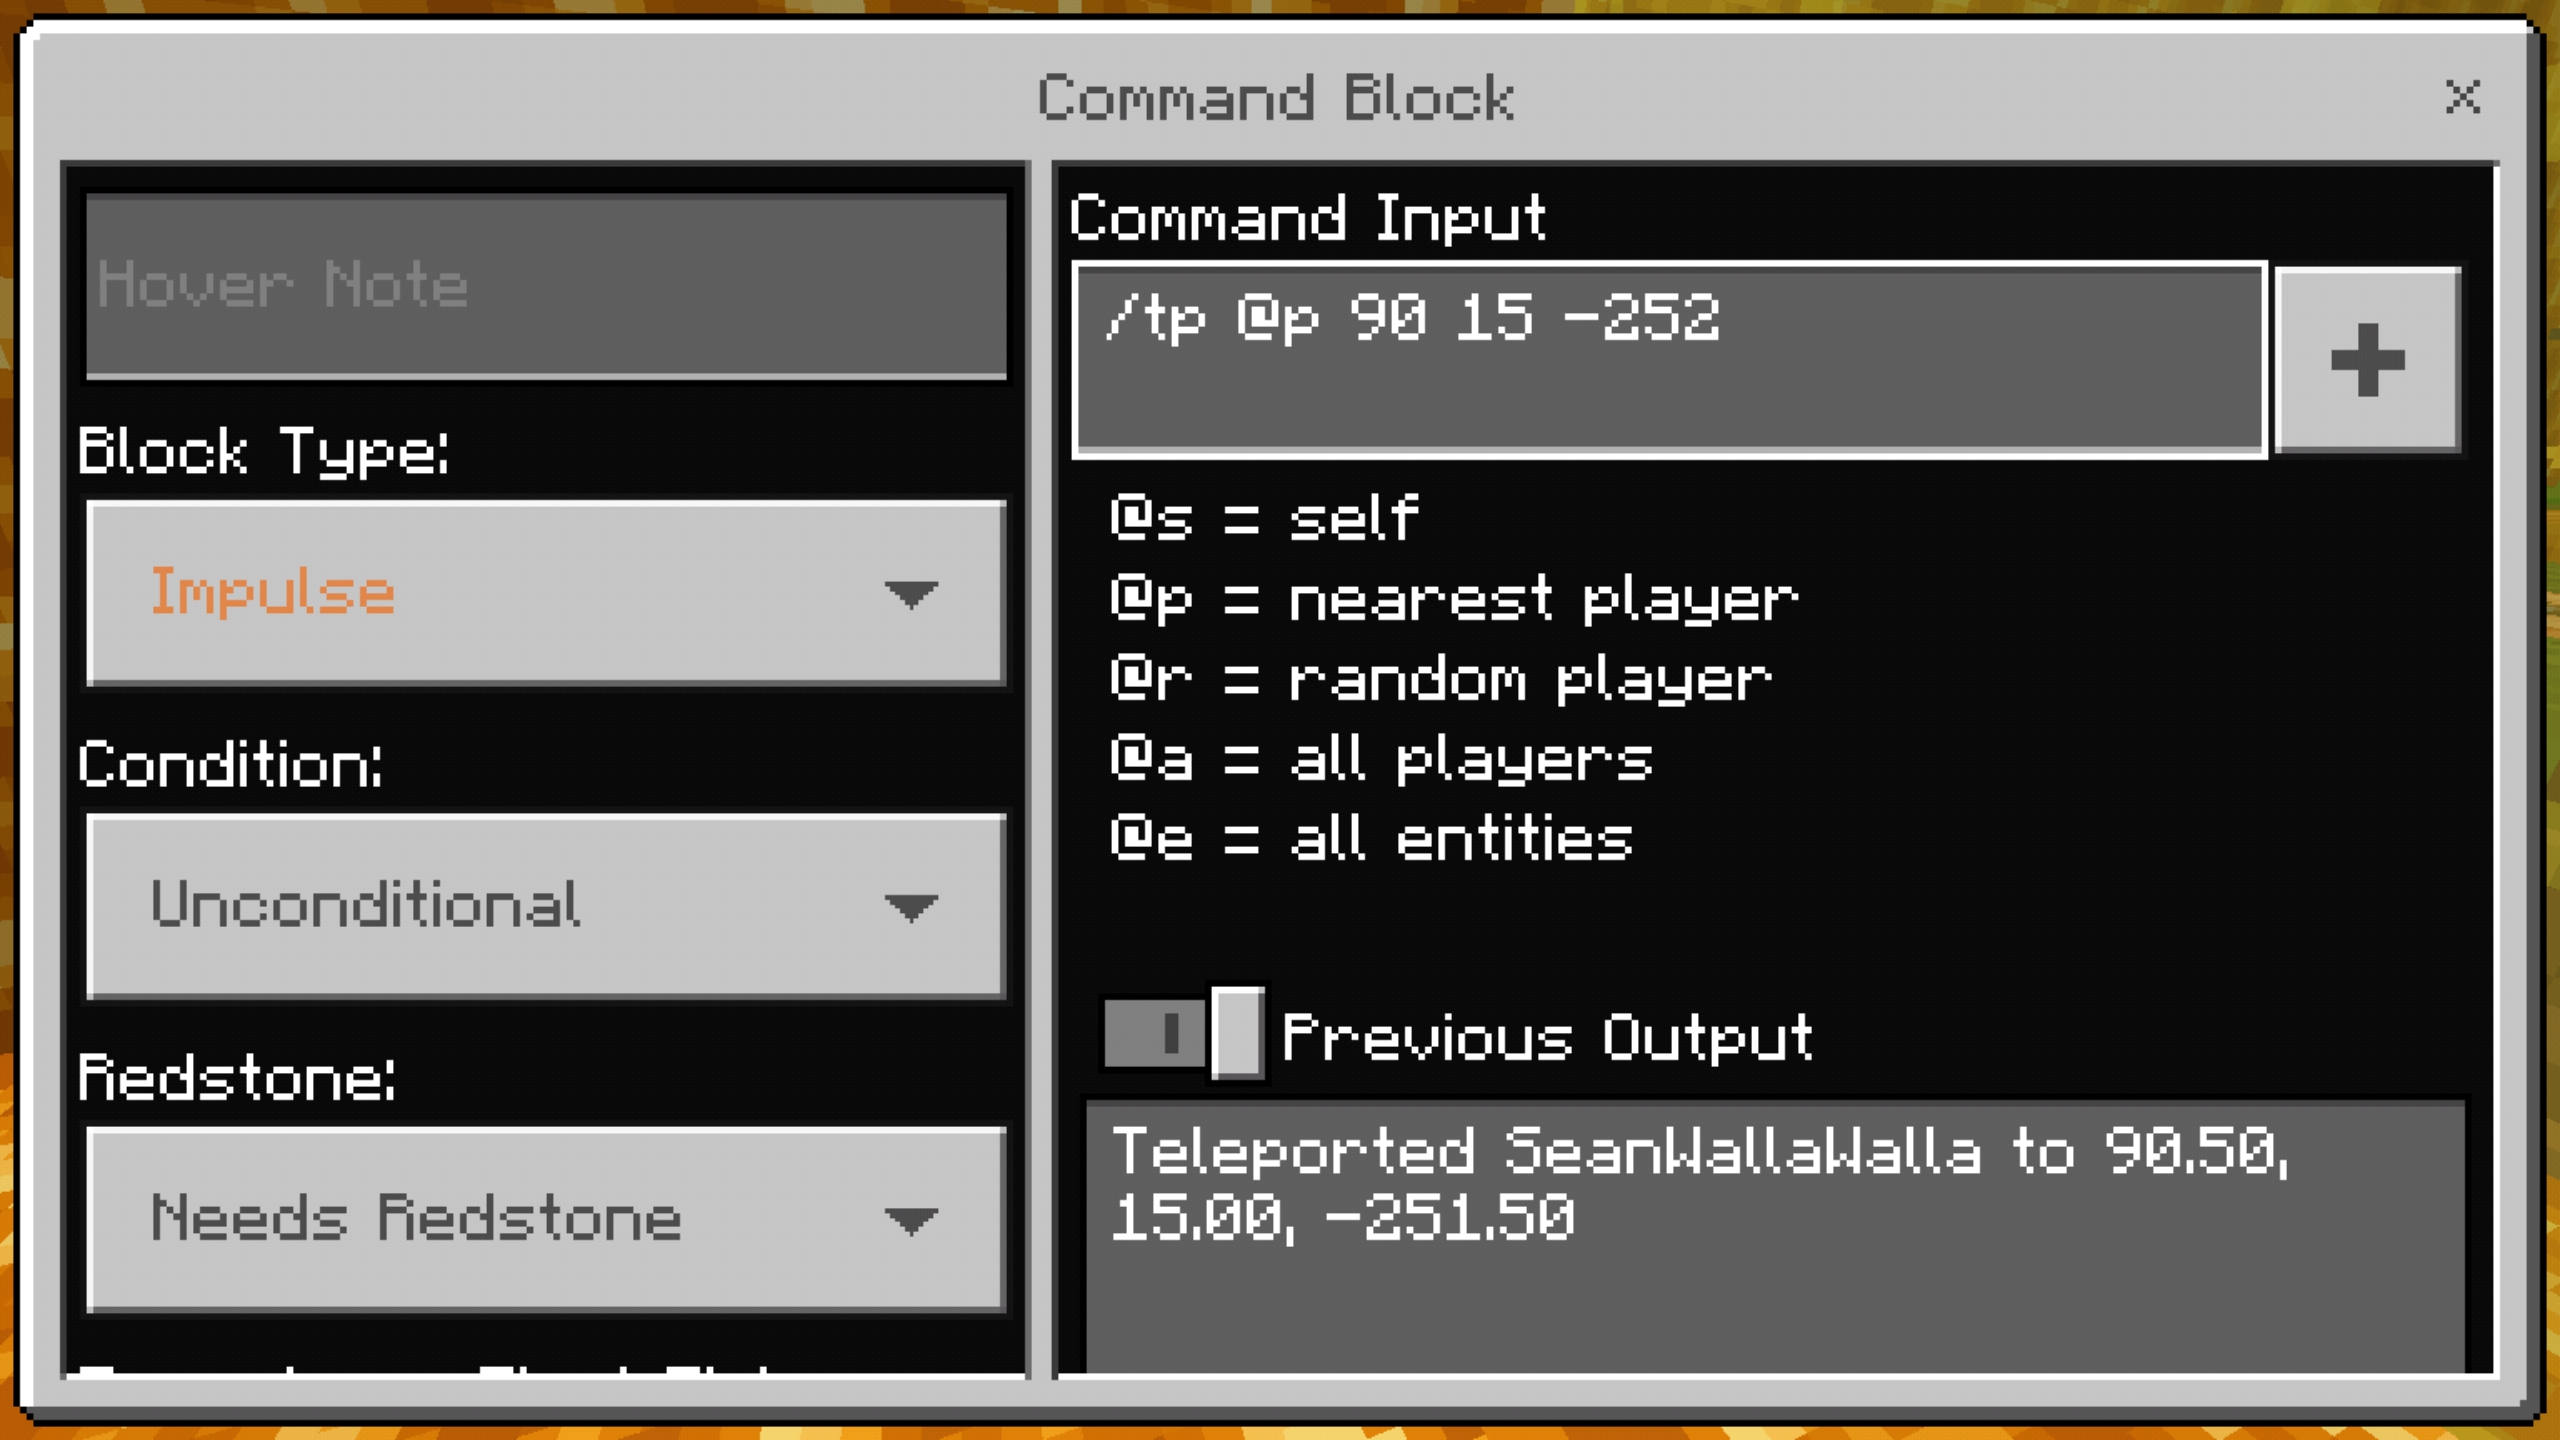 Command Block
Hover Note
Block Type:
Impulse
Condition:
Unconditional
Redstone:
Needs Redstone
Command Input
/tp @p 90 15 -252
@s = self
@p = nearest player
@r = random player
@a = all players
@e = all entities
Previous Output
Teleported SeanWallaWalla to 90.50,
15.00, -251.50